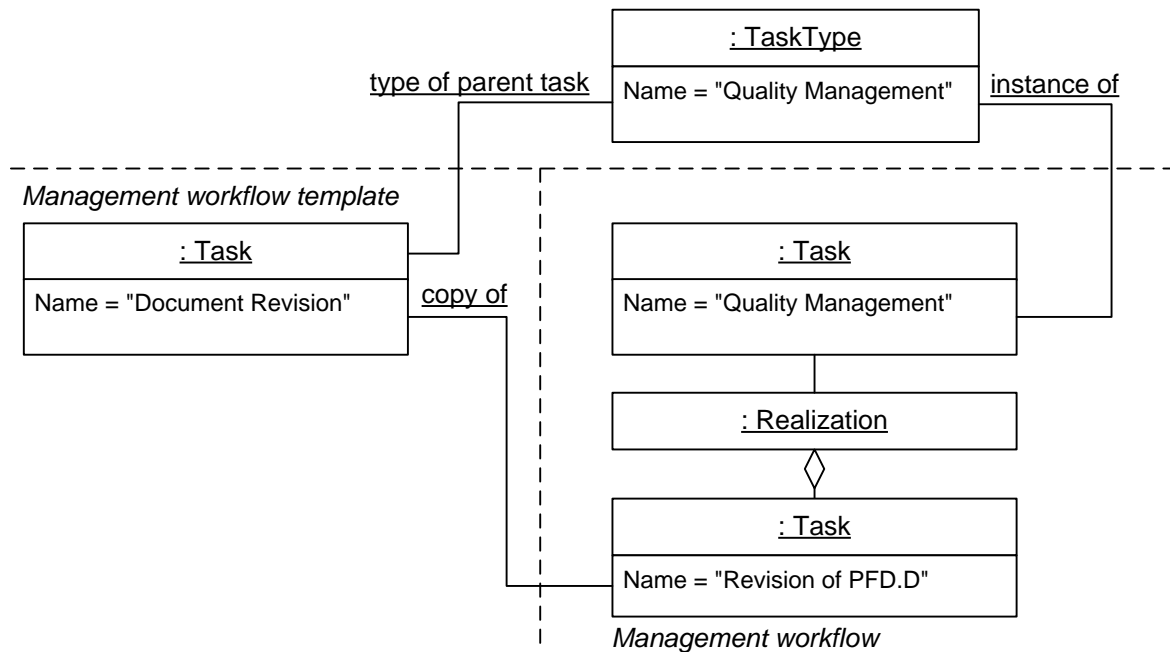 : TaskType
type of parent task
Name = "Quality Management"
instance of
Management workflow template
: Task
Name = "Document Revision"
copy of
: Task
Name = "Quality Management"
: Realization
: Task
Name = "Revision of PFD.D"
Management workflow